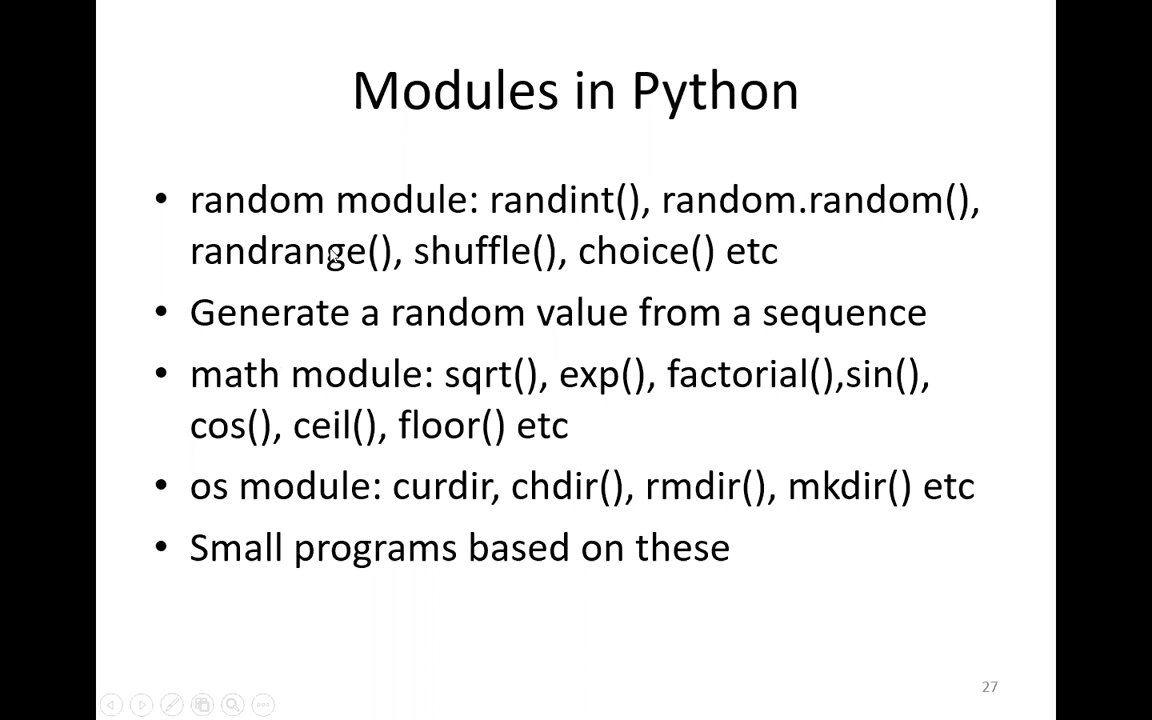 Modules in Python
• random module: randint(), random.random(),
randrange(), shuffle(), choice() etc
• Generate a random value from a sequence
• math module: sqrt(), exp(), factorial(),sin(),
cos(), ceil(), floor() etc
• os module: curdir, chdir(), rmdir(), mkdir() etc
• Small programs based on these
27